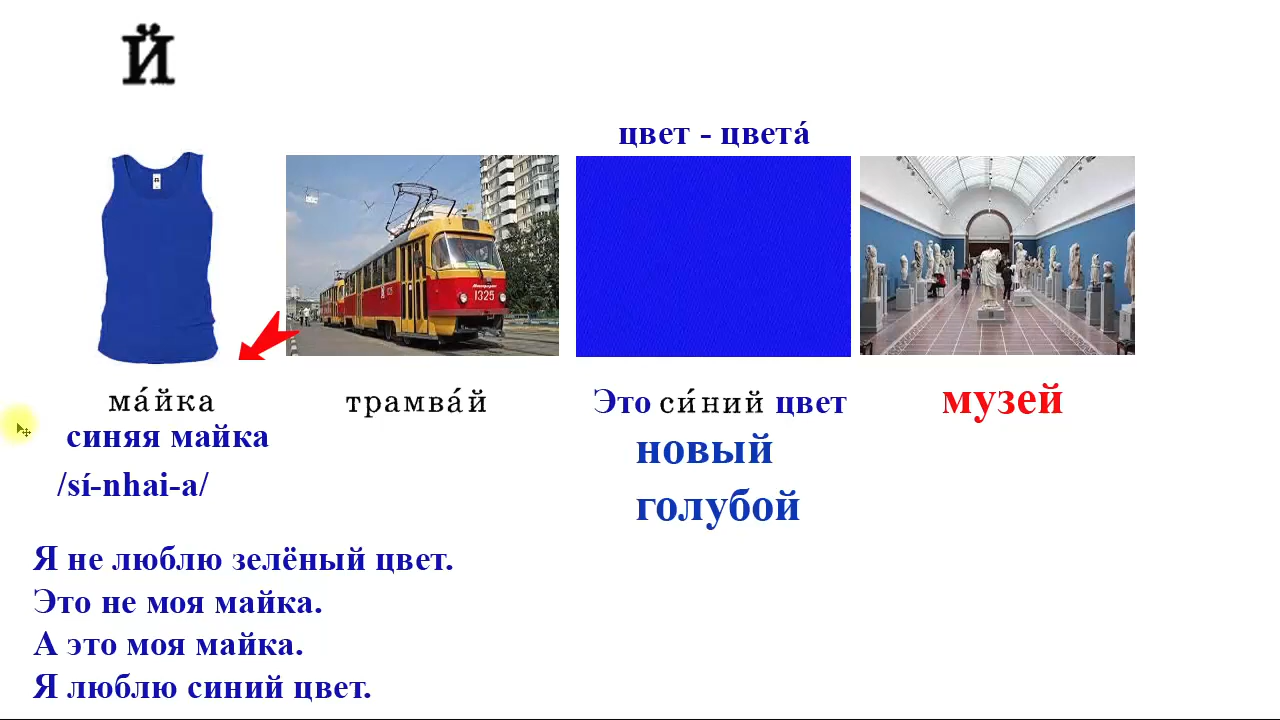 й
цвет - цвета́
1325
ма́йка
трамва́й
Это си́ний цвет
музей
синяя майка
новый
/sí-nhai-a/
голубой
Я не люблю зелёный цвет.
Это не моя майка.
А это моя майка.
Я люблю синий цвет.